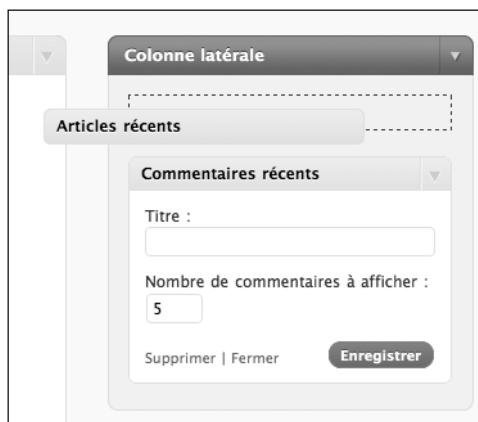 Colonne latérale
Articles récents
Commentaires récents
Titre :
Nombre de commentaires à afficher :
5
Supprimer | Fermer
Enregistrer